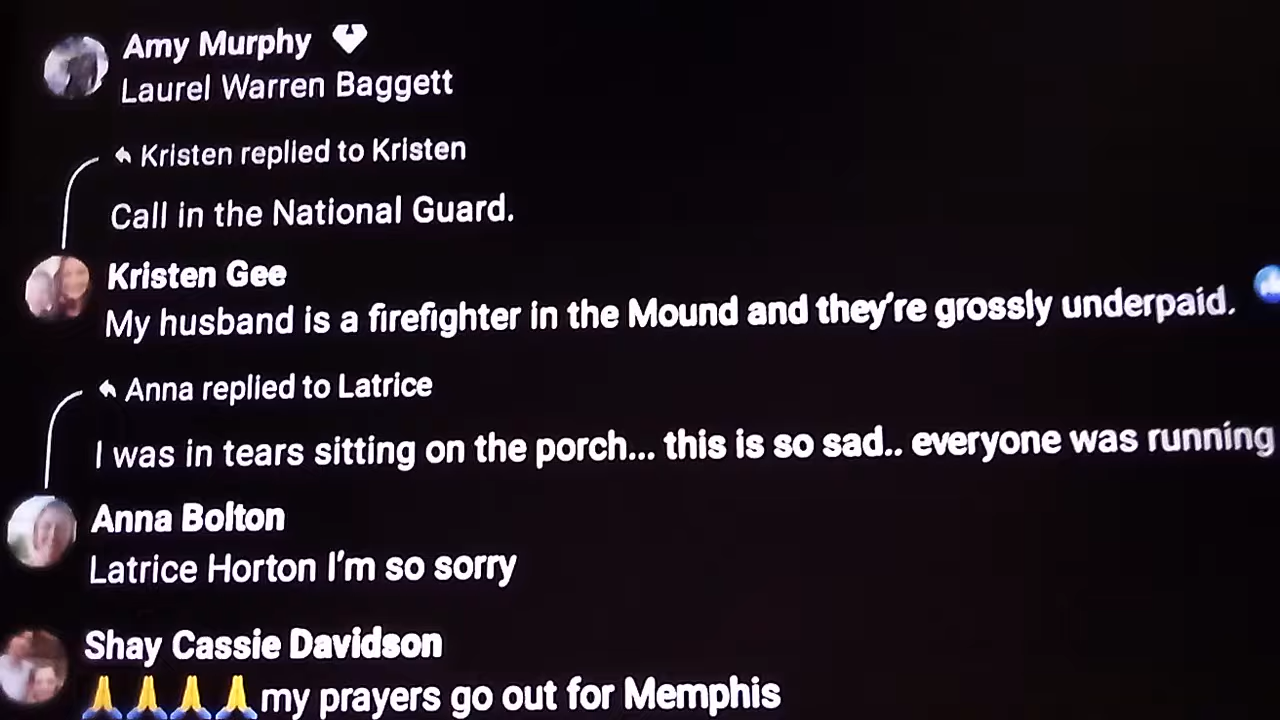 Amy Murphy
Laurel Warren Baggett
Kristen replied to Kristen
Call in the National Guard.
Kristen Gee
My husband is a firefighter in the Mound and they're grossly underpaid.
Anna replied to Latrice
I was in tears sitting on the porch... this is so sad.. everyone was running
Anna Bolton
Latrice Horton I'm so sorry
Shay Cassie Davidson
🙏🙏🙏🙏my prayers go out for Memphis